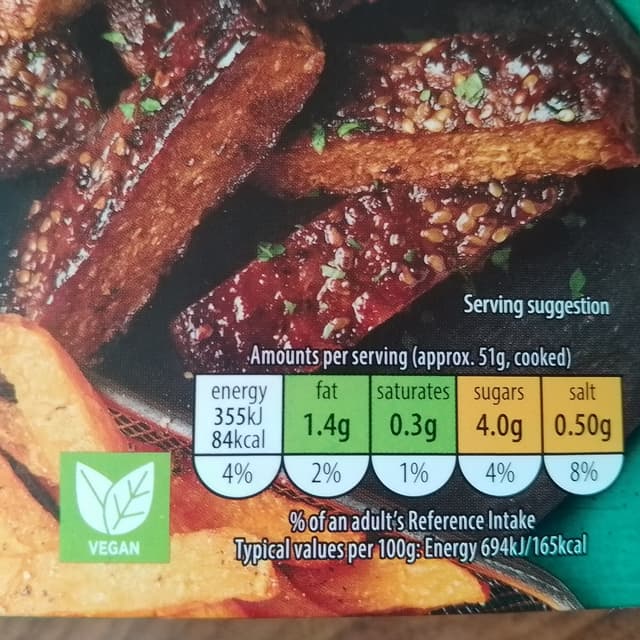 Serving suggestion
Amounts per serving (approx. 51g, cooked)
energy fat saturates sugars salt
355kJ 1.4g 0.3g 4.0g 0.50g
84kcal
4% 2% 1% 4% 8%
VEGAN
% of an adult's Reference Intake
Typical values per 100g: Energy 694kJ/165kcal